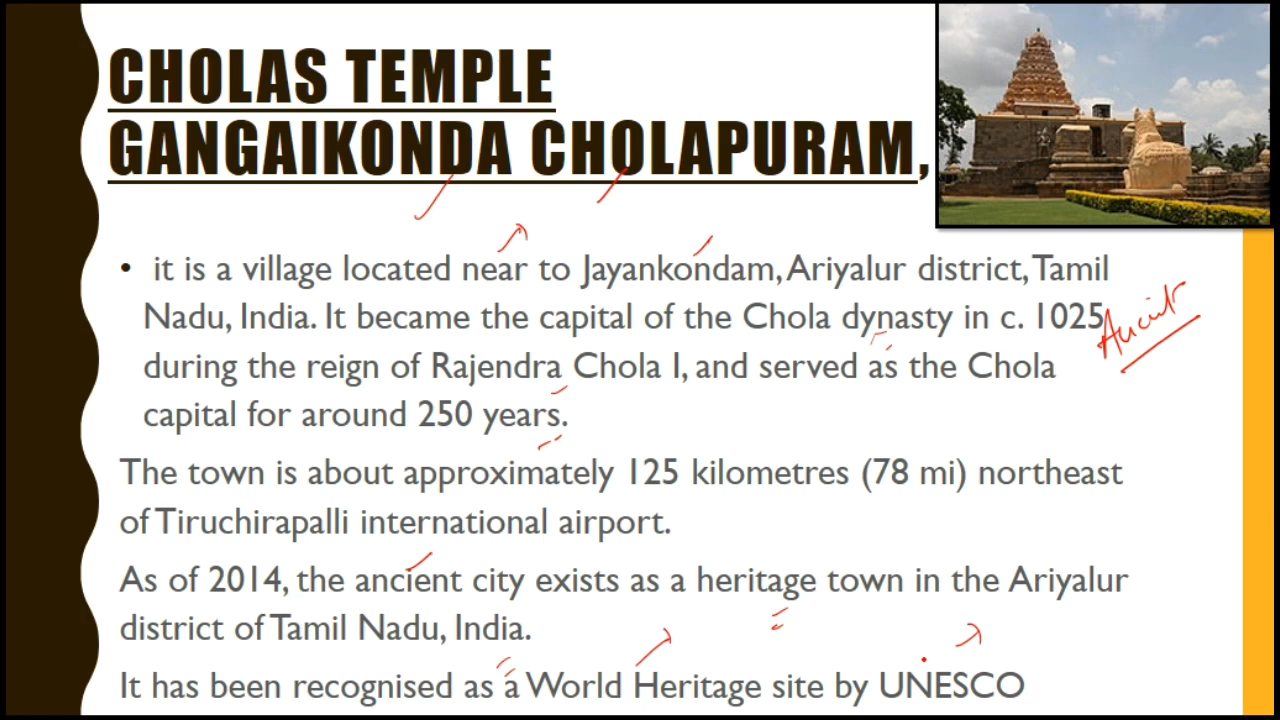 CHOLAS TEMPLE
GANGAIKONDA CHOLAPURAM,
• it is a village located near to Jayankondam, Ariyalur district, Tamil
Nadu, India. It became the capital of the Chola dynasty in c. 1025
during the reign of Rajendra Chola I, and served as the Chola
capital for around 250 years.
The town is about approximately 125 kilometres (78 mi) northeast
of Tiruchirapalli international airport.
As of 2014, the ancient city exists as a heritage town in the Ariyalur
district of Tamil Nadu, India.
It has been recognised as a World Heritage site by UNESCO